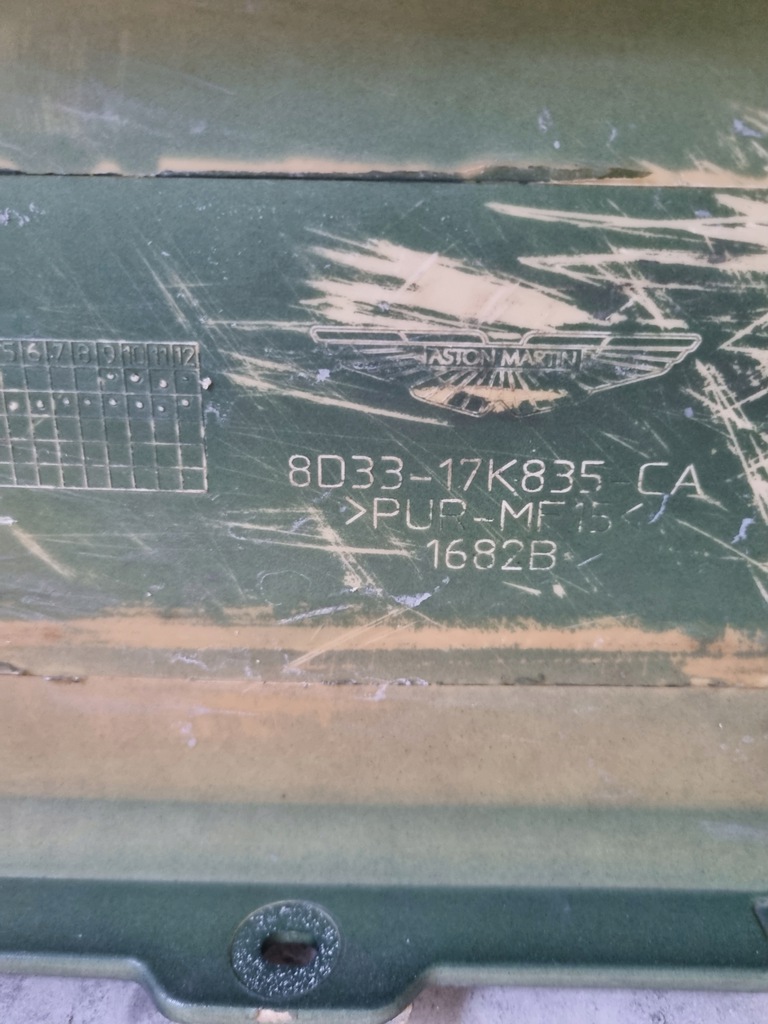 5 6 7 8 9 10 11 12
ASTON MARTIN
8D33-17K835-CA
>PUR-MF15<
1682B